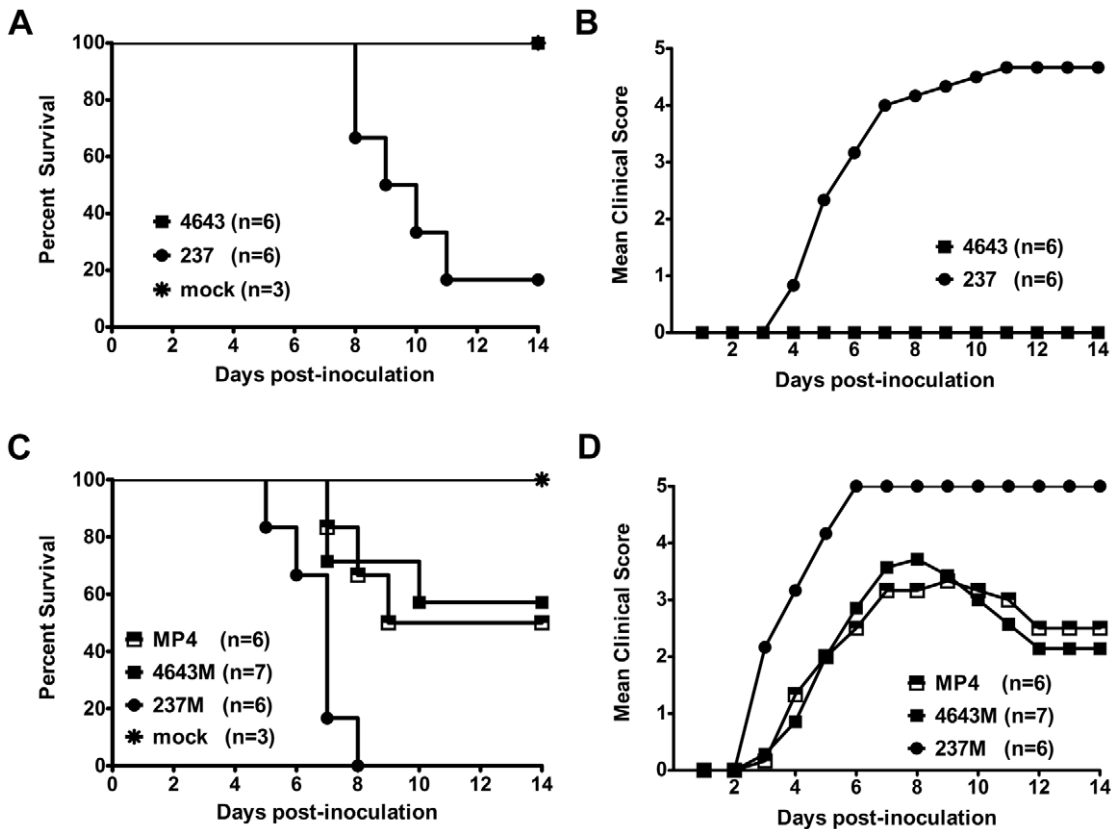 A
Percent Survival
100
80
60
40
20
0
4643 (n=6)
237 (n=6)
mock (n=3)
0 2 4 6 8 10 12 14
Days post-inoculation
B
Mean Clinical Score
5
4
3
2
1
0
4643 (n=6)
237 (n=6)
2 4 6 8 10 12 14
Days post-inoculation
C
Percent Survival
100
80
60
40
20
0
MP4 (n=6)
4643M (n=7)
237M (n=6)
mock (n=3)
0 2 4 6 8 10 12 14
Days post-inoculation
D
Mean Clinical Score
5
4
3
2
1
0
MP4 (n=6)
4643M (n=7)
237M (n=6)
2 4 6 8 10 12 14
Days post-inoculation